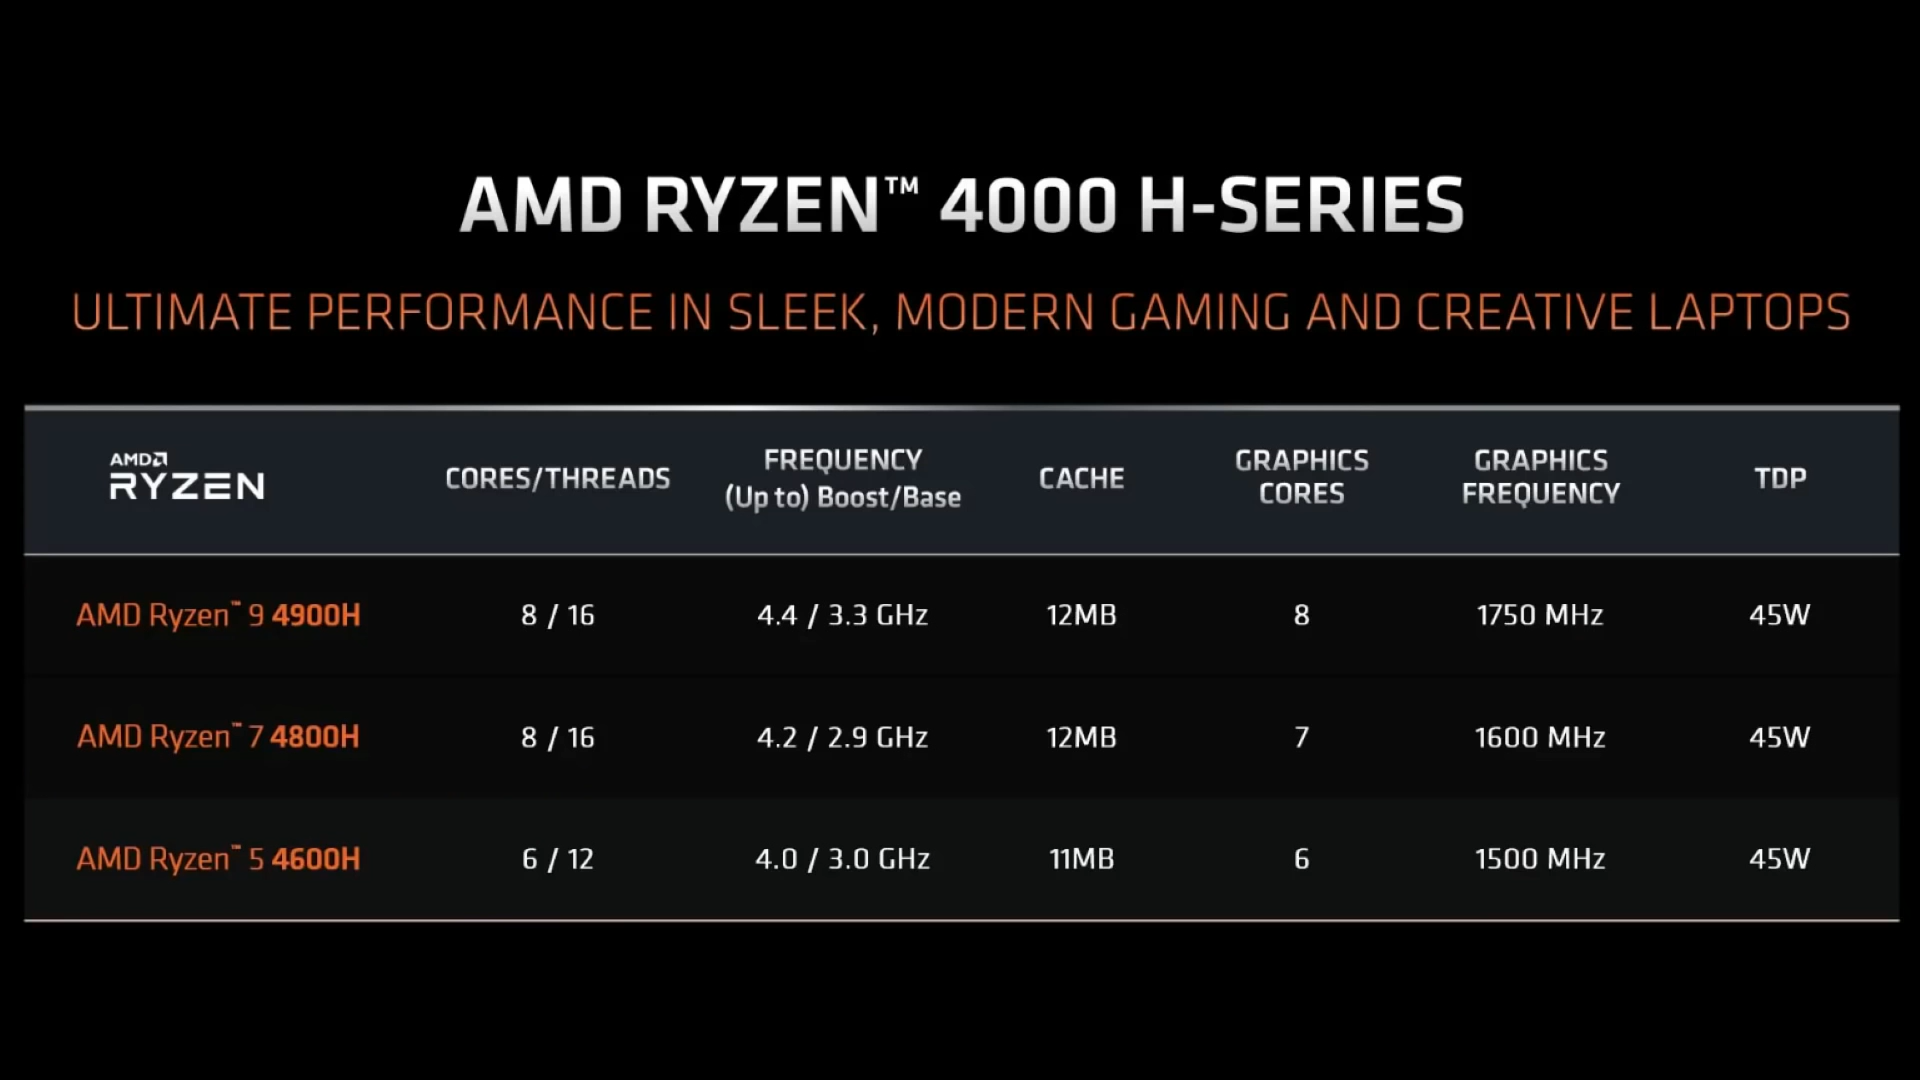 AMD RYZEN™ 4000 H-SERIES
ULTIMATE PERFORMANCE IN SLEEK, MODERN GAMING AND CREATIVE LAPTOPS
AMD
RYZEN
CORES/THREADS
FREQUENCY
(Up to) Boost/Base
CACHE
GRAPHICS
CORES
GRAPHICS
FREQUENCY
TDP
AMD Ryzen™ 9 4900H 8 / 16 4.4 / 3.3 GHz 12MB 8 1750 MHz 45W
AMD Ryzen™ 7 4800H 8 / 16 4.2 / 2.9 GHz 12MB 7 1600 MHz 45W
AMD Ryzen™ 5 4600H 6 / 12 4.0 / 3.0 GHz 11MB 6 1500 MHz 45W